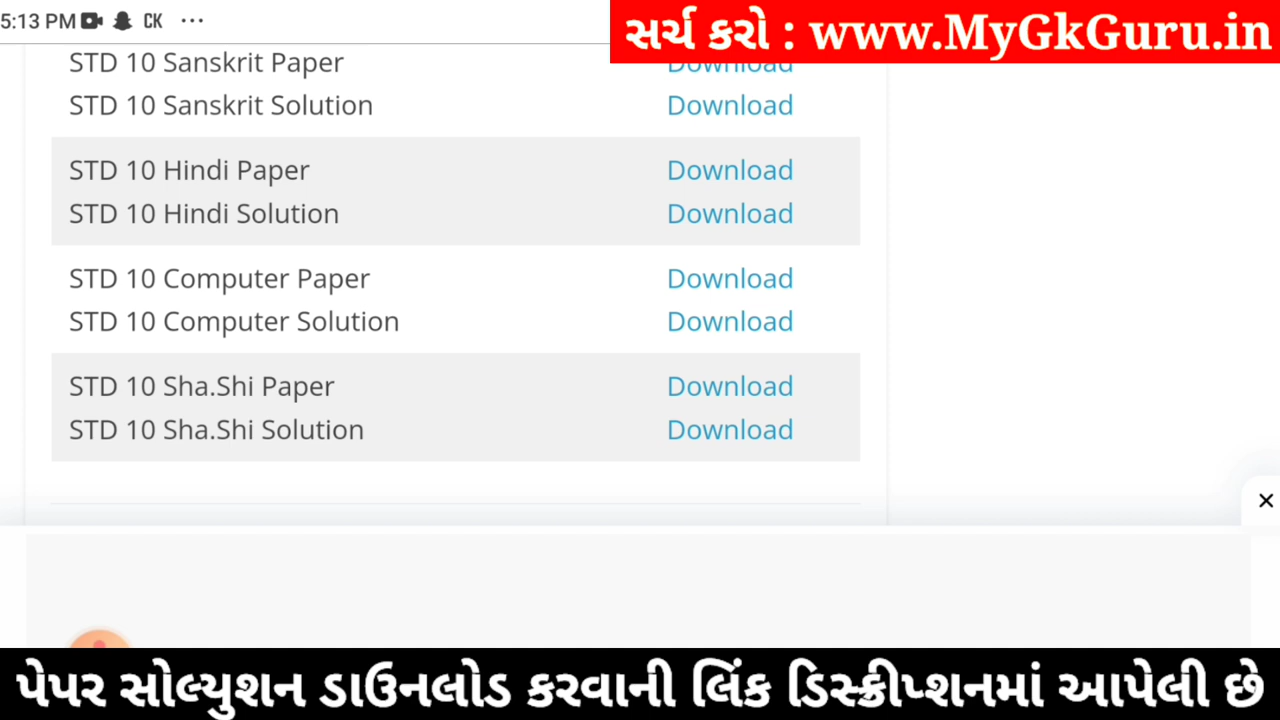 5:13 PM CK ...
સર્ચ કરો : www.MyGkGuru.in
STD 10 Sanskrit Paper Download
STD 10 Sanskrit Solution Download
STD 10 Hindi Paper Download
STD 10 Hindi Solution Download
STD 10 Computer Paper Download
STD 10 Computer Solution Download
STD 10 Sha.Shi Paper Download
STD 10 Sha.Shi Solution Download
પેપર સોલ્યુશન ડાઉનલોડ કરવાની લિંક ડિસ્ક્રીપ્શનમાં આપેલી છે